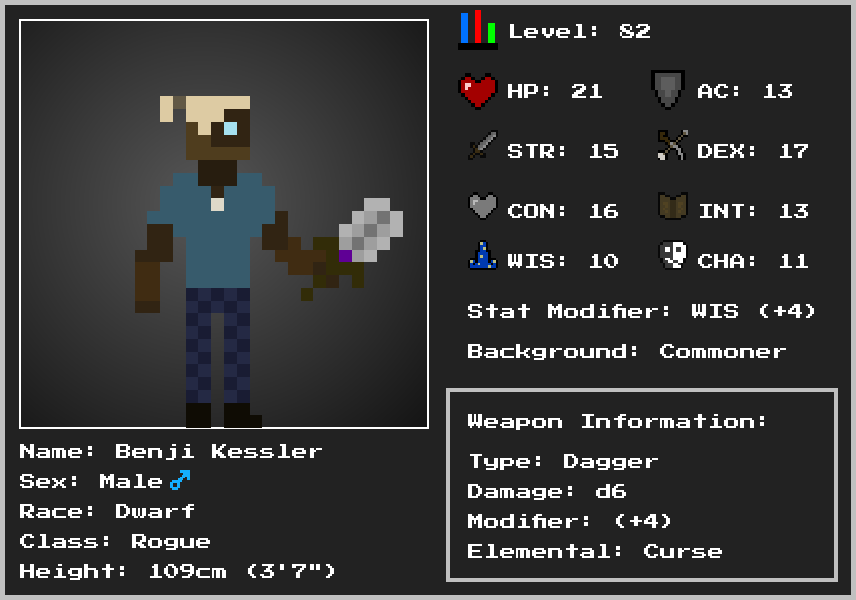 Level: 82
HP: 21
AC: 13
STR: 15
DEX: 17
CON: 16
INT: 13
WIS: 10
CHA: 11
Stat Modifier: WIS (+4)
Background: Commoner
Weapon Information:
Type: Dagger
Damage: d6
Modifier: (+4)
Elemental: Curse
Name: Benji Kessler
Sex: Male♂
Race: Dwarf
Class: Rogue
Height: 109cm (3'7")